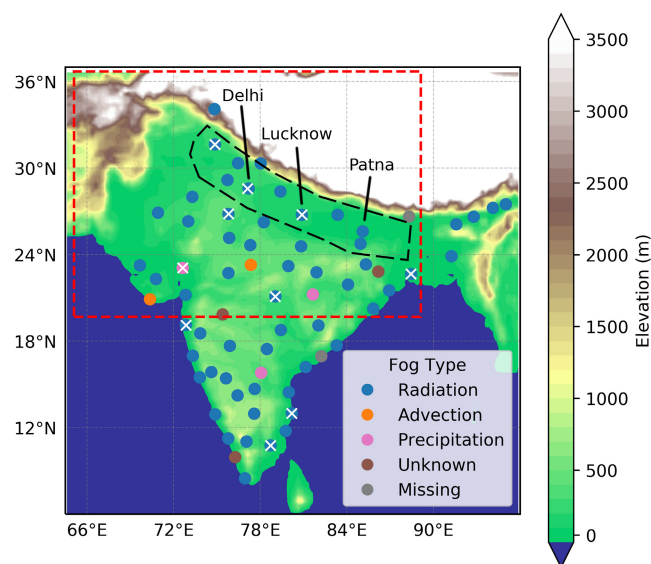 36°N
30°N
24°N
18°N
12°N
66°E 72°E 78°E 84°E 90°E
Delhi
Lucknow
Patna
Fog Type
Radiation
Advection
Precipitation
Unknown
Missing
3500
3000
2500
2000
1500
1000
500
0
Elevation (m)